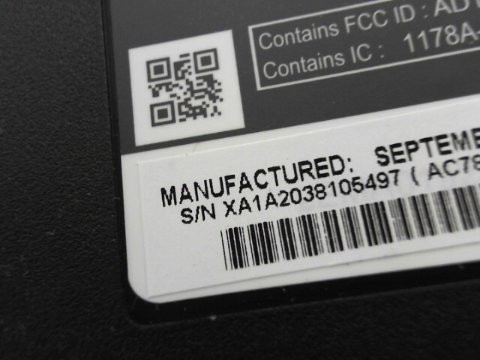 Contains FCC ID : AD
Contains IC : 1178A-
MANUFACTURED: SEPTEME
S/N XA1A2038105497 ( AC78